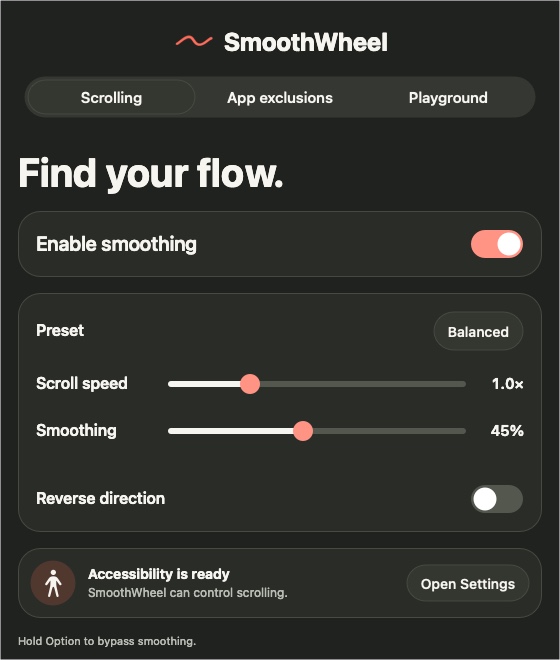 SmoothWheel
Scrolling
App exclusions
Playground
Find your flow.
Enable smoothing
Preset
Balanced
Scroll speed
1.0×
Smoothing
45%
Reverse direction
Accessibility is ready
SmoothWheel can control scrolling.
Open Settings
Hold Option to bypass smoothing.